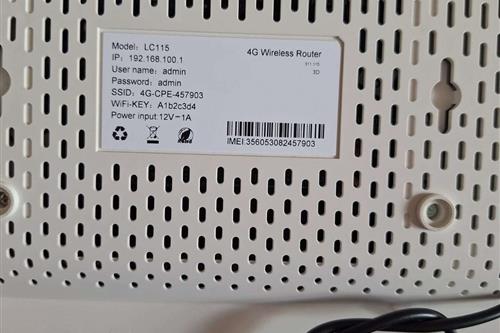 Model: LC115
4G Wireless Router
IP: 192.168.100.1
User name: admin
3D
Password: admin
SSID: 4G-CPE-457903
WiFi-KEY: A1b2c3d4
Power input:12V-1A
IMEI:356053082457903